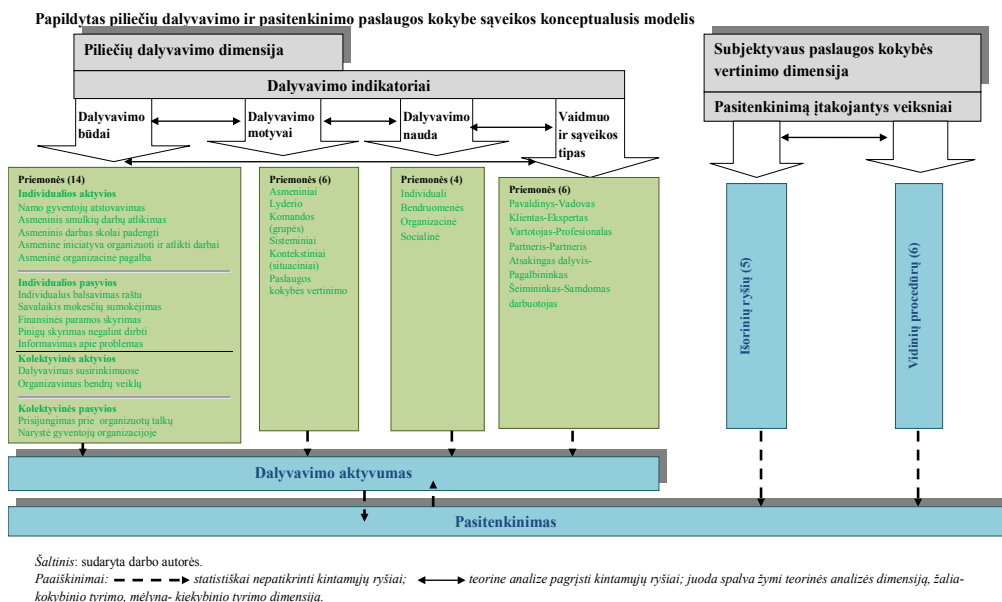 Papildytas piliečių dalyvavimo ir pasitenkinimo paslaugos kokybe sąveikos konceptualusis modelis
Piliečių dalyvavimo dimensija
Dalyvavimo indikatoriai
Dalyvavimo
būdai
Dalyvavimo
motyvai
Dalyvavimo
nauda
Vaidmuo
ir sąveikos
tipas
Priemonės (14)
Individualios aktyvios
Namo gyventojų atstovavimas
Asmeninis smulkių darbų atlikimas
Asmeninis darbas skolai padengti
Asmenine iniciatyva organizuoti ir atlikti darbai
Asmeninė organizacinė pagalba
Individualios pasyvios
Individualus balsavimas raštu
Savalaikis mokesčių sumokėjimas
Finansinės paramos skyrimas
Pinigų skyrimas negalint dirbti
Informavimas apie problemas
Kolektyvinės aktyvios
Dalyvavimas susirinkimuose
Organizavimas bendrų veiklų
Kolektyvinės pasyvios
Prisijungimas prie organizuotų talkų
Narystė gyventojų organizacijoje
Priemonės (6)
Asmeniniai
Lyderio
Komandos
(grupės)
Sisteminiai
Kontekstiniai
(situaciniai)
Paslaugos
kokybės vertinimo
Priemonės (4)
Individuali
Bendruomenės
Organizacinė
Socialinė
Priemonės (6)
Pavaldinys-Vadovas
Klientas-Ekspertas
Vartotojas-Profesionalas
Partneris-Partneris
Atsakingas dalyvis-
Pagalbininkas
Šeimininkas-Samdomas
darbuotojas
Subjektyvaus paslaugos kokybės
vertinimo dimensija
Pasitenkinimą įtakojantys veiksniai
Išorinių ryšių (5)
Vidinių procedūrų (6)
Dalyvavimo aktyvumas
Pasitenkinimas
Šaltinis: sudaryta darbo autorės.
Paaiškinimai: statistiškai nepatikrinti kintamųjų ryšiai; teorine analize pagrįsti kintamųjų ryšiai; juoda spalva žymi teorinės analizės dimensiją, žalia-
kokybinio tyrimo, mėlyna- kiekybinio tyrimo dimensiją.